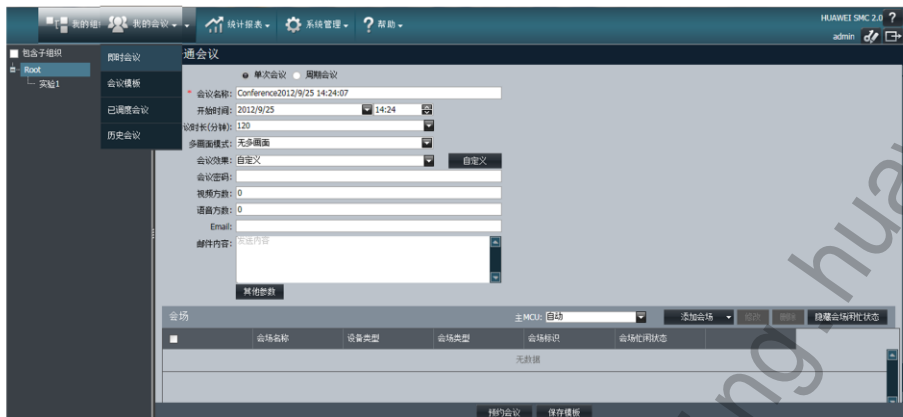 HUAWEI SMC 2.0 ?
我的组 我的会议 统计报表 系统管理 ? 帮助
admin
包含子组织
Root
实验1
即时会议
会议模板
已调度会议
历史会议
通会议
单次会议 周期会议
* 会议名称: Conference2012/9/25 14:24:07
开始时间: 2012/9/25 14:24
议时长(分钟): 120
多画面模式: 无多画面
会议效果: 自定义 自定义
会议密码:
视频方数: 0
语音方数: 0
Email:
邮件内容: 发送内容
其他参数
会场 主MCU: 自动 添加会场 修改 删除 隐藏会场闲忙状态
会场名称 设备类型 会场类型 会场标识 会场忙闲状态
无数据
预约会议 保存模板